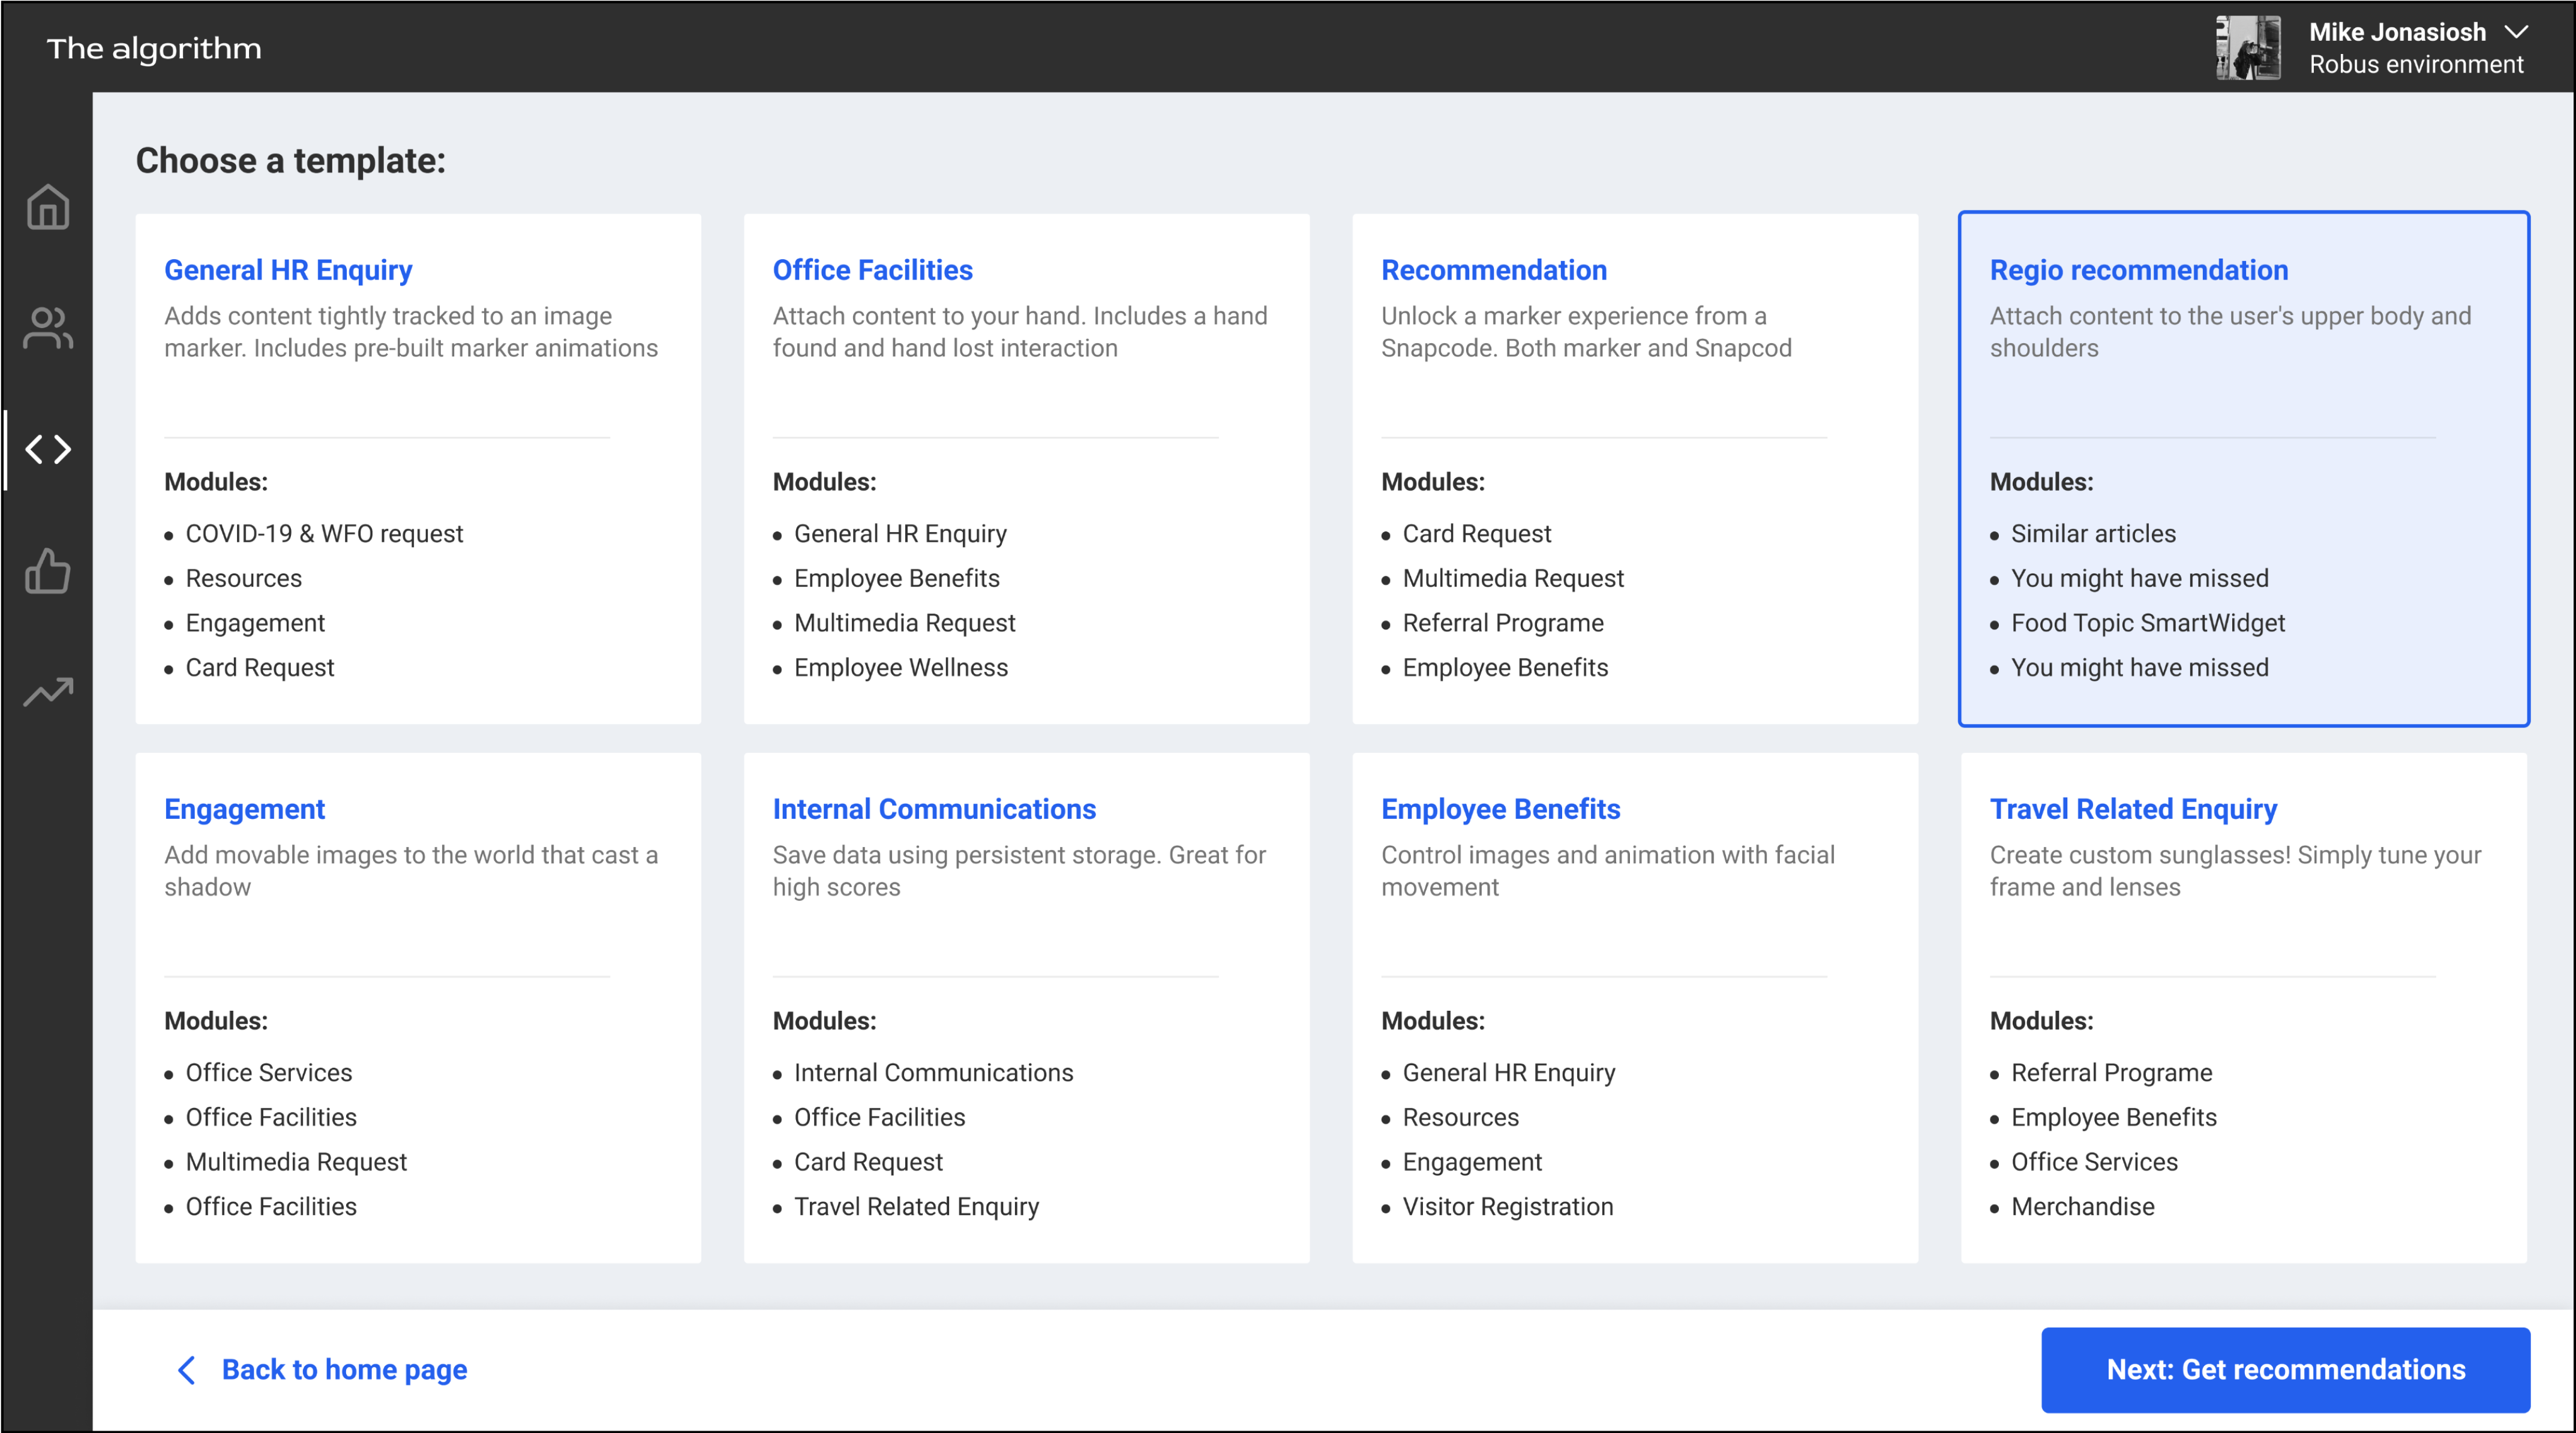 The algorithm
Mike Jonasiosh
Robus environment
Choose a template:
General HR Enquiry
Adds content tightly tracked to an image
marker. Includes pre-built marker animations
Modules:
COVID-19 & WFO request
Resources
Engagement
Card Request
Office Facilities
Attach content to your hand. Includes a hand
found and hand lost interaction
Modules:
General HR Enquiry
Employee Benefits
Multimedia Request
Employee Wellness
Recommendation
Unlock a marker experience from a
Snapcode. Both marker and Snapcod
Modules:
Card Request
Multimedia Request
Referral Programe
Employee Benefits
Regio recommendation
Attach content to the user's upper body and
shoulders
Modules:
Similar articles
You might have missed
Food Topic SmartWidget
You might have missed
Engagement
Add movable images to the world that cast a
shadow
Modules:
Office Services
Office Facilities
Multimedia Request
Office Facilities
Internal Communications
Save data using persistent storage. Great for
high scores
Modules:
Internal Communications
Office Facilities
Card Request
Travel Related Enquiry
Employee Benefits
Control images and animation with facial
movement
Modules:
General HR Enquiry
Resources
Engagement
Visitor Registration
Travel Related Enquiry
Create custom sunglasses! Simply tune your
frame and lenses
Modules:
Referral Programe
Employee Benefits
Office Services
Merchandise
Back to home page
Next: Get recommendations